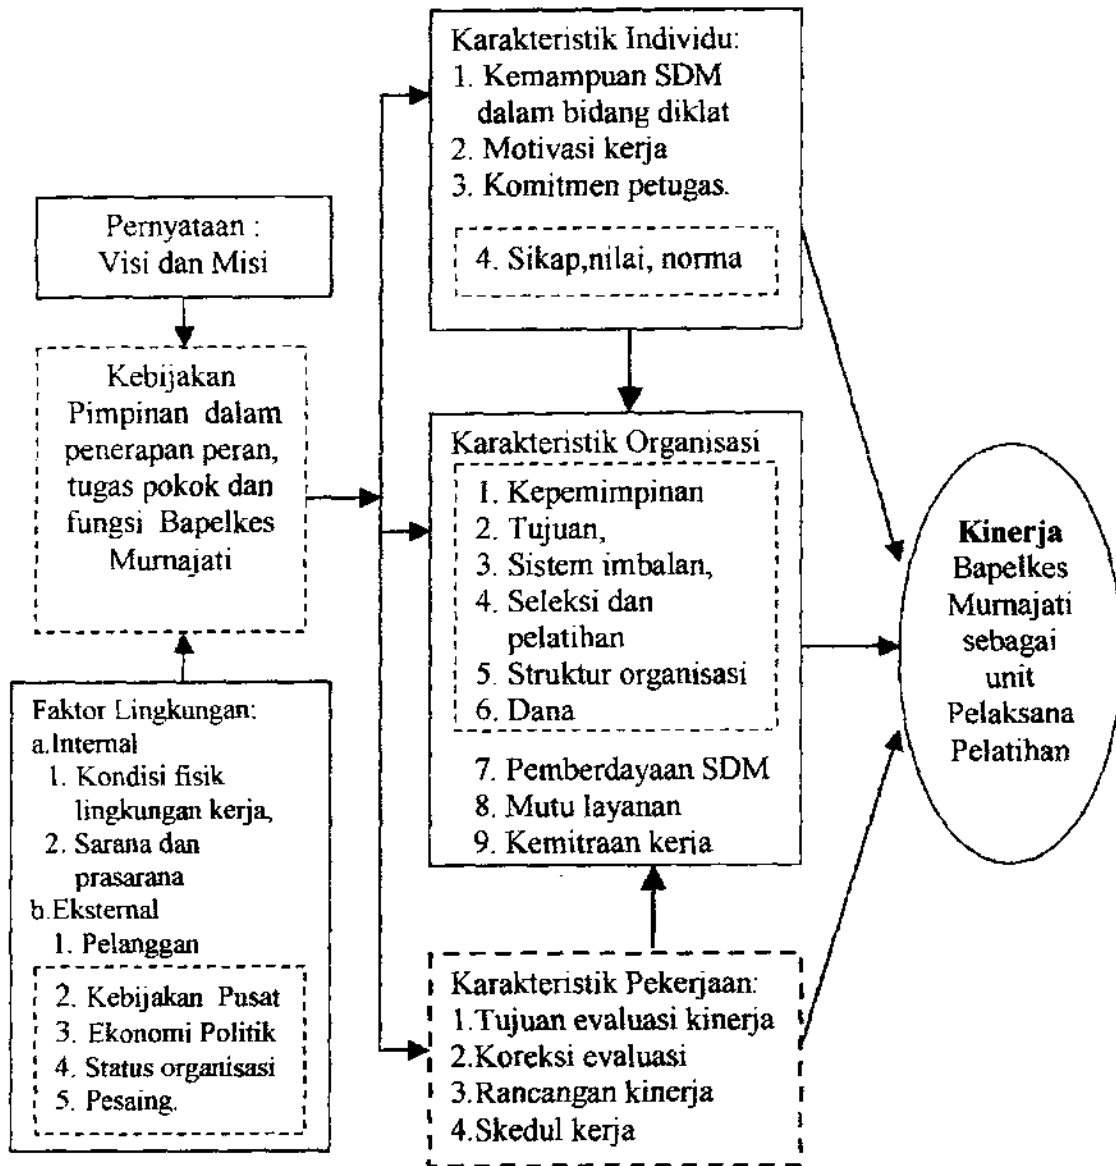 Pernyataan :
Visi dan Misi
Kebijakan
Pimpinan dalam
penerapan peran,
tugas pokok dan
fungsi Bapelkes
Murnajati
Faktor Lingkungan:
a.Internal
1. Kondisi fisik
lingkungan kerja,
2. Sarana dan
prasarana
b.Eksternal
1. Pelanggan
2. Kebijakan Pusat
3. Ekonomi Politik
4. Status organisasi
5. Pesaing.
Karakteristik Individu:
1. Kemampuan SDM
dalam bidang diklat
2. Motivasi kerja
3. Komitmen petugas.
4. Sikap,nilai, norma
Karakteristik Organisasi
1. Kepemimpinan
2. Tujuan,
3. Sistem imbalan,
4. Seleksi dan
pelatihan
5. Struktur organisasi
6. Dana
7. Pemberdayaan SDM
8. Mutu layanan
9. Kemitraan kerja
Karakteristik Pekerjaan:
1.Tujuan evaluasi kinerja
2.Koreksi evaluasi
3.Rancangan kinerja
4.Skedul kerja
Kinerja
Bapelkes
Murnajati
sebagai
unit
Pelaksana
Pelatihan